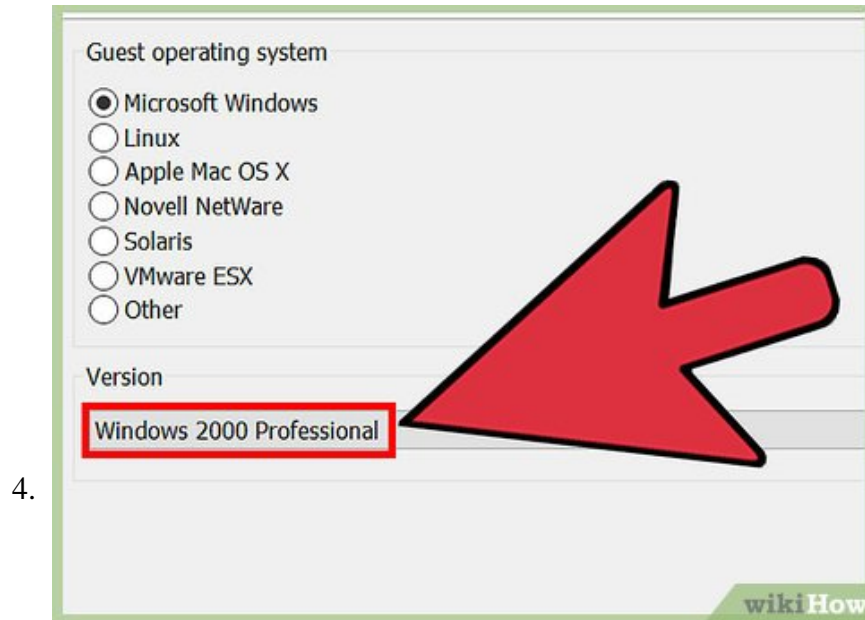 Guest operating system
Microsoft Windows
Linux
Apple Mac OS X
Novell NetWare
Solaris
VMware ESX
Other
Version
Windows 2000 Professional
4.
wikiHow